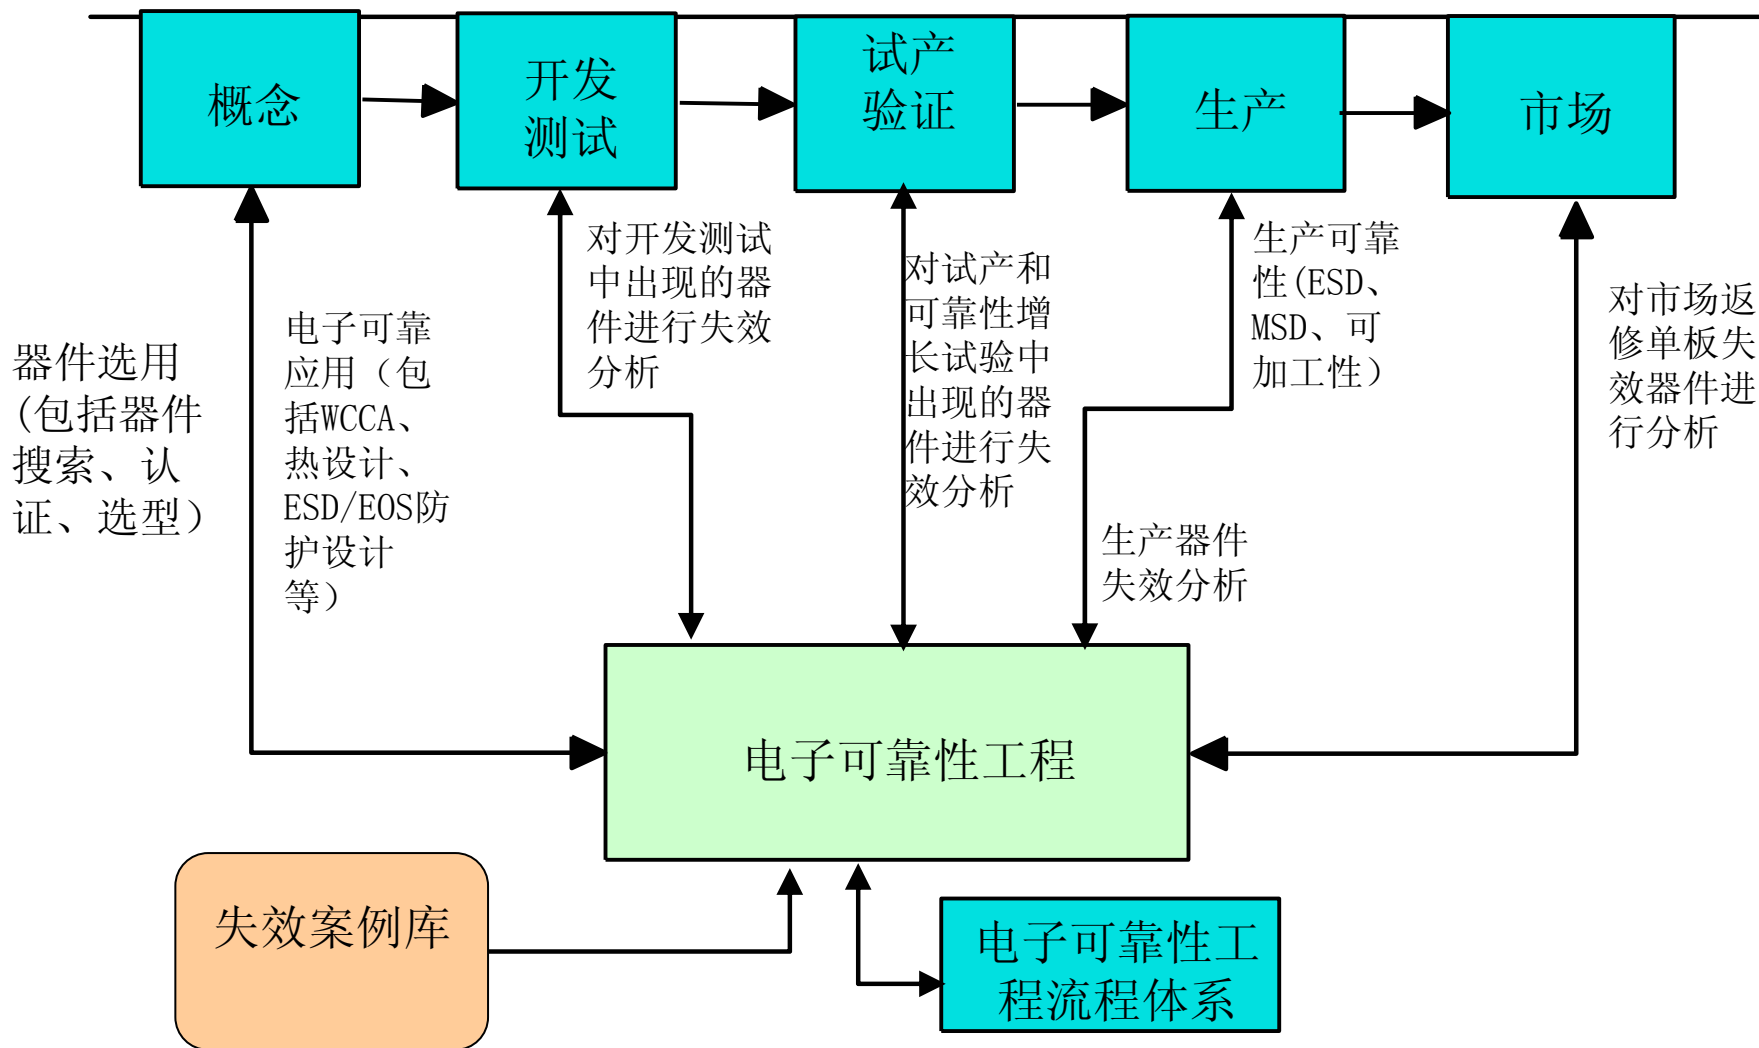 概念
开发
测试
试产
验证
生产
市场
器件选用
(包括器件
搜索、认
证、选型）
电子可靠
应用（包
括WCCA、
热设计、
ESD/EOS防
护设计
等）
对开发测试
中出现的器
件进行失效
分析
对试产和
可靠性增
长试验中
出现的器
件进行失
效分析
生产可靠
性(ESD、
MSD、可
加工性）
生产器件
失效分析
对市场返
修单板失
效器件进
行分析
电子可靠性工程
失效案例库
电子可靠性工
程流程体系